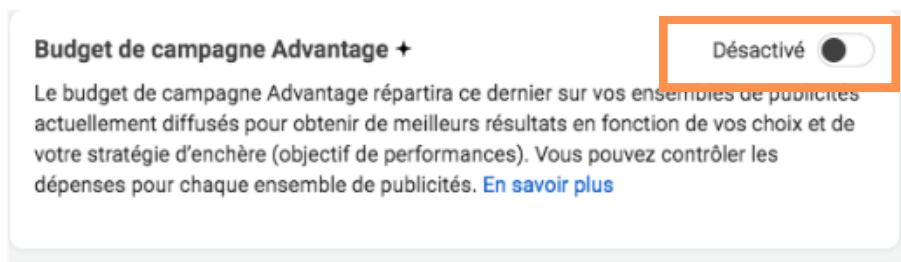 Budget de campagne Advantage +
Désactivé
Le budget de campagne Advantage répartira ce dernier sur vos ensembles de publicités
actuellement diffusés pour obtenir de meilleurs résultats en fonction de vos choix et de
votre stratégie d'enchère (objectif de performances). Vous pouvez contrôler les
dépenses pour chaque ensemble de publicités. En savoir plus